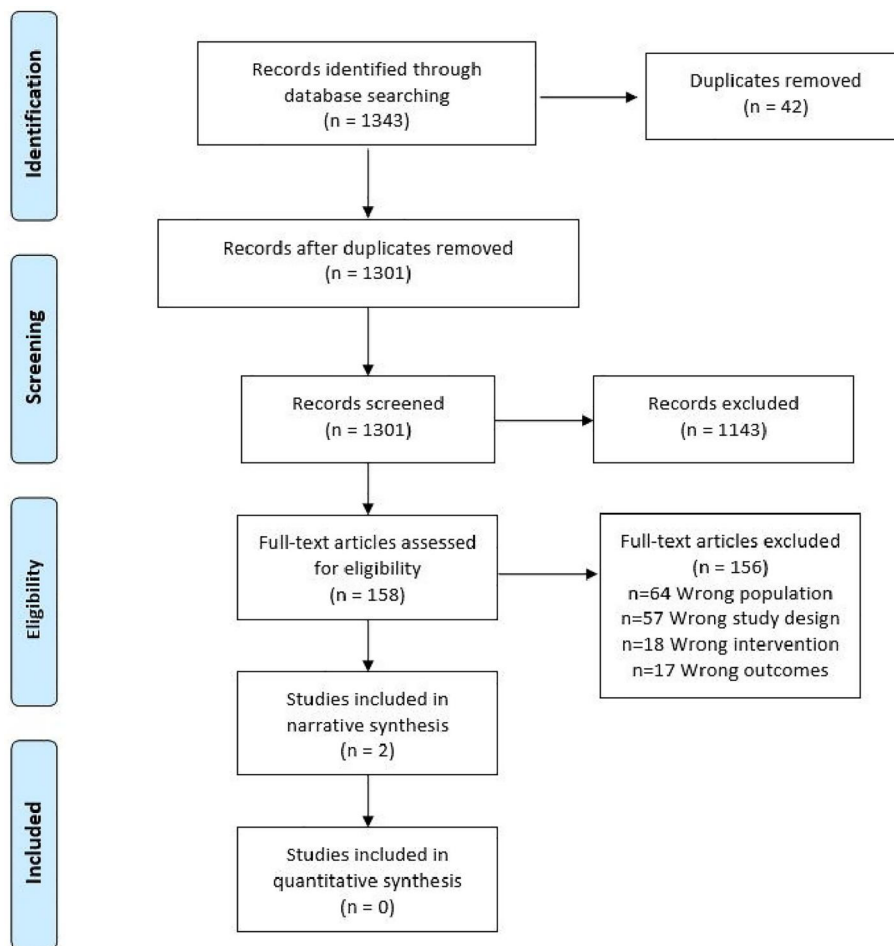 Identification
Records identified through
database searching
(n = 1343)
Duplicates removed
(n = 42)
Records after duplicates removed
(n = 1301)
Screening
Records screened
(n = 1301)
Records excluded
(n = 1143)
Eligibility
Full-text articles assessed
for eligibility
(n = 158)
Full-text articles excluded
(n = 156)
n=64 Wrong population
n=57 Wrong study design
n=18 Wrong intervention
n=17 Wrong outcomes
Studies included in
narrative synthesis
(n = 2)
Included
Studies included in
quantitative synthesis
(n = 0)